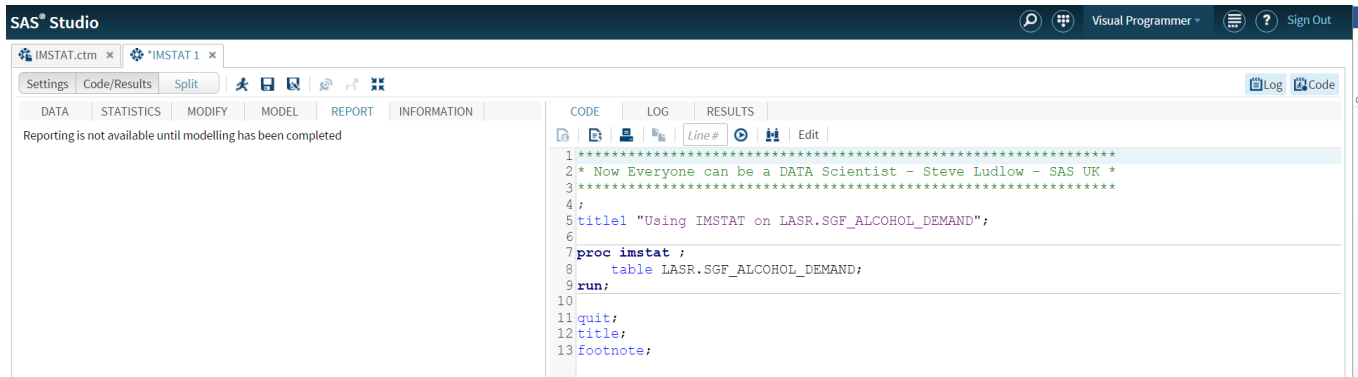 SAS® Studio
Visual Programmer
? Sign Out
IMSTAT.ctm × *IMSTAT 1 ×
Settings Code/Results Split
Log Code
DATA STATISTICS MODIFY MODEL REPORT INFORMATION
CODE LOG RESULTS
Reporting is not available until modelling has been completed
Line # Edit
1 ****************************************************************
2 * Now Everyone can be a DATA Scientist - Steve Ludlow - SAS UK *
3 ****************************************************************
4 ;
5 title1 "Using IMSTAT on LASR.SGF_ALCOHOL_DEMAND";
6
7 proc imstat ;
8 table LASR.SGF_ALCOHOL_DEMAND;
9 run;
10
11 quit;
12 title;
13 footnote;